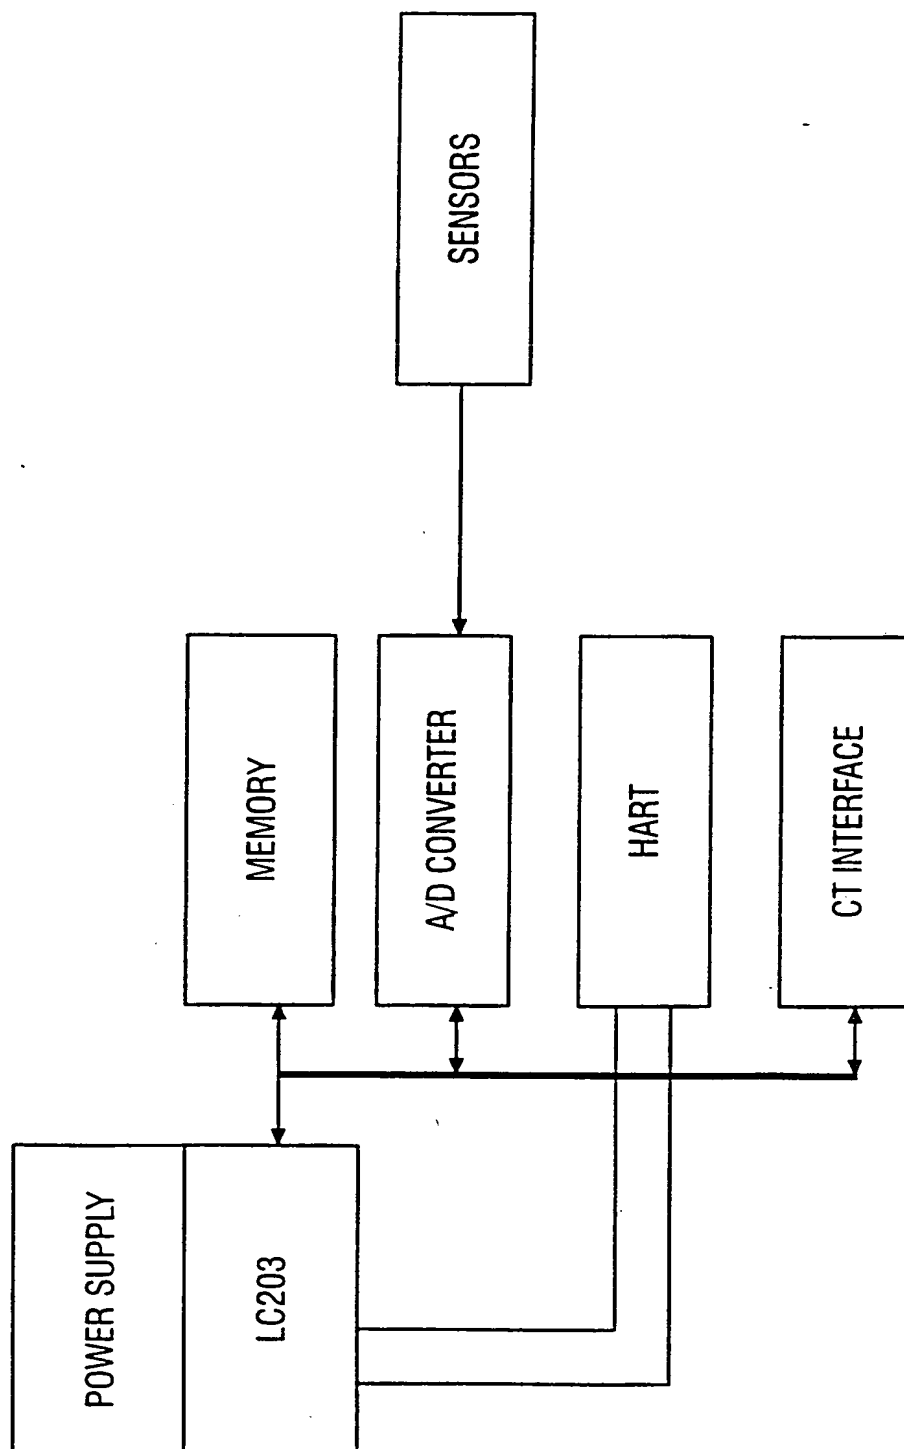 POWER SUPPLY
LC203
MEMORY
A/D CONVERTER
HART
CT INTERFACE
SENSORS